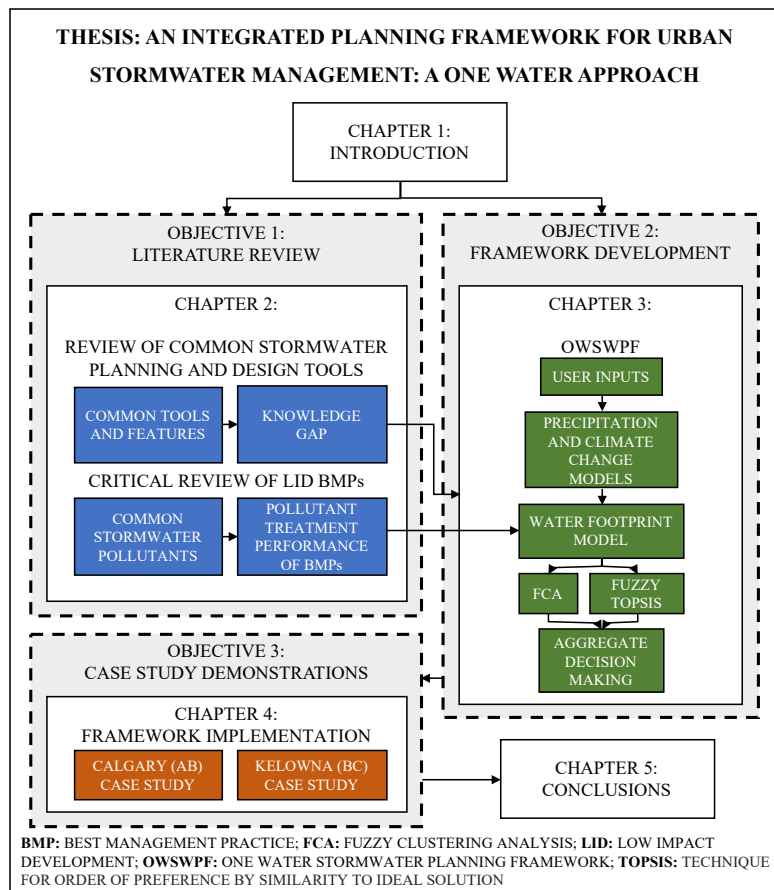 THESIS: AN INTEGRATED PLANNING FRAMEWORK FOR URBAN
STORMWATER MANAGEMENT: A ONE WATER APPROACH
CHAPTER 1:
INTRODUCTION
OBJECTIVE 1:
LITERATURE REVIEW
CHAPTER 2:
REVIEW OF COMMON STORMWATER
PLANNING AND DESIGN TOOLS
COMMON TOOLS
AND FEATURES
KNOWLEDGE
GAP
CRITICAL REVIEW OF LID BMPs
COMMON
STORMWATER
POLLUTANTS
POLLUTANT
TREATMENT
PERFORMANCE
OF BMPs
OBJECTIVE 2:
FRAMEWORK DEVELOPMENT
CHAPTER 3:
OWSWPF
USER INPUTS
PRECIPITATION
AND CLIMATE
CHANGE
MODELS
WATER FOOTPRINT
MODEL
FCA
FUZZY
TOPSIS
AGGREGATE
DECISION
MAKING
OBJECTIVE 3:
CASE STUDY DEMONSTRATIONS
CHAPTER 4:
FRAMEWORK IMPLEMENTATION
CALGARY (AB)
CASE STUDY
KELOWNA (BC)
CASE STUDY
CHAPTER 5:
CONCLUSIONS
BMP: BEST MANAGEMENT PRACTICE; FCA: FUZZY CLUSTERING ANALYSIS; LID: LOW IMPACT
DEVELOPMENT; OWSWPF: ONE WATER STORMWATER PLANNING FRAMEWORK; TOPSIS: TECHNIQUE
FOR ORDER OF PREFERENCE BY SIMILARITY TO IDEAL SOLUTION